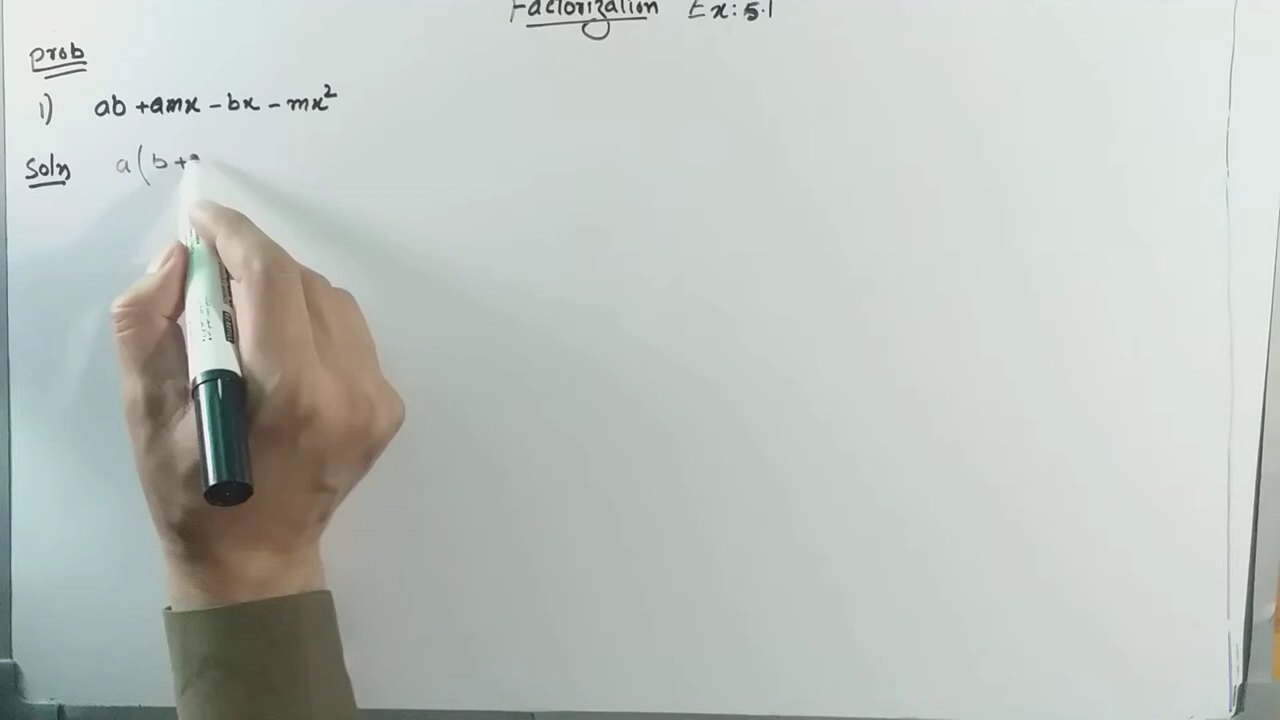 Factorization Ex: 5.1
Prob
1) ab + amx - bx - mx²
Soln a(b +